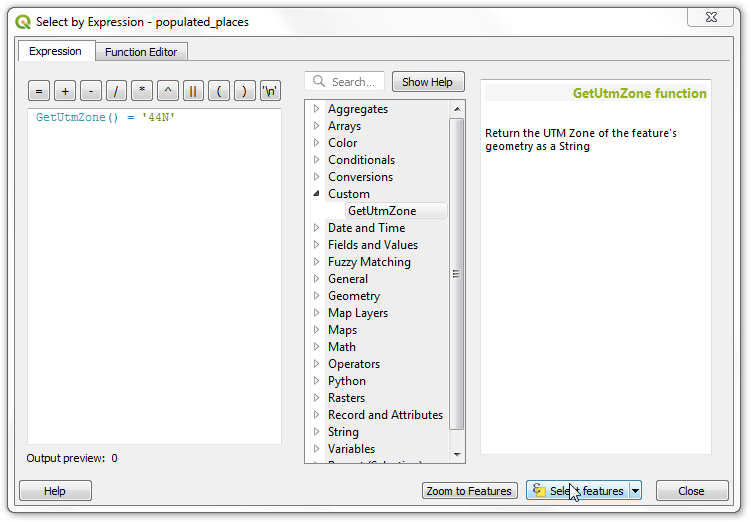 Select by Expression - populated_places
Expression
Function Editor
= + - / * ^ || ( ) '\n'
Search...
Show Help
GetUtmZone() = '44N'
Output preview: 0
Aggregates
Arrays
Color
Conditionals
Conversions
Custom
GetUtmZone
Date and Time
Fields and Values
Fuzzy Matching
General
Geometry
Map Layers
Maps
Math
Operators
Python
Rasters
Record and Attributes
String
Variables
GetUtmZone function
Return the UTM Zone of the feature's
geometry as a String
Help
Zoom to Features
Select features
Close